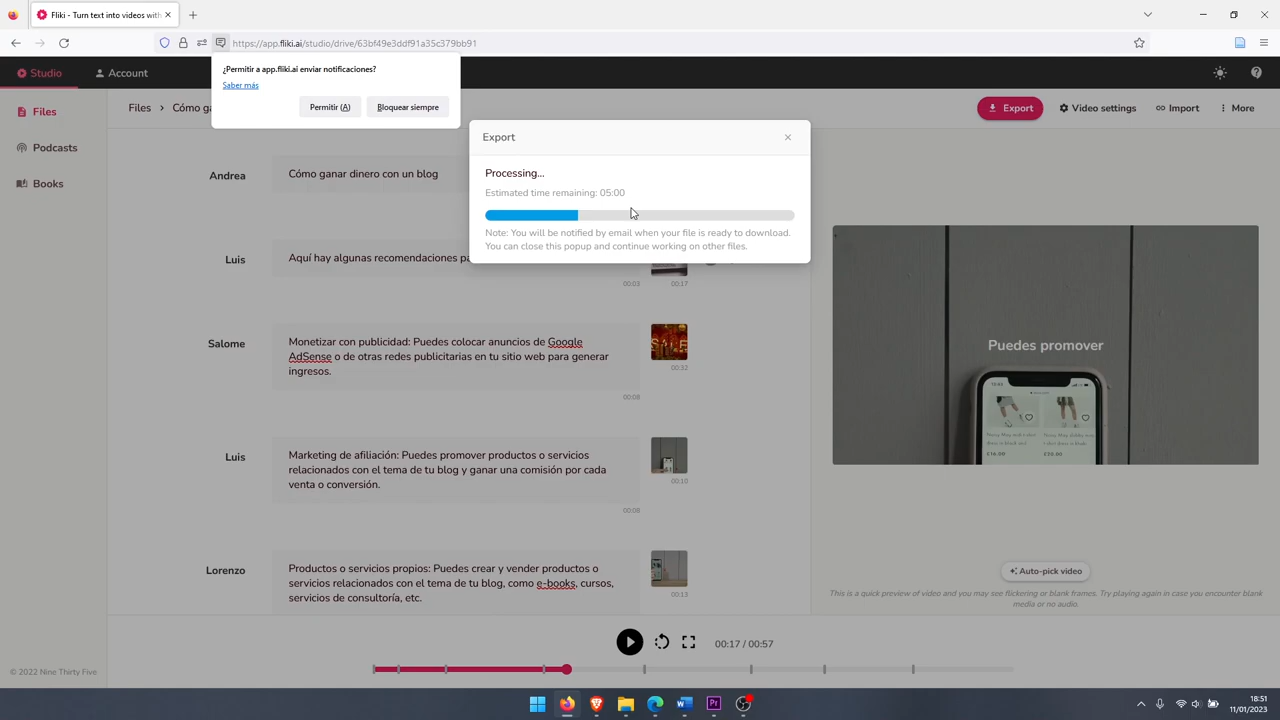 Fliki - Turn text into videos with
https://app.fliki.ai/studio/drive/63bf49e3ddf91a35c379bb91
Studio
Account
¿Permitir a app.fliki.ai enviar notificaciones?
Saber más
Permitir (A)
Bloquear siempre
Files
Podcasts
Books
Files > Cómo ga
Export
Video settings
Import
More
Export
Processing...
Estimated time remaining: 05:00
Note: You will be notified by email when your file is ready to download.
You can close this popup and continue working on other files.
Andrea
Cómo ganar dinero con un blog
Luis
Aquí hay algunas recomendaciones pa
00:03
00:17
Salome
Monetizar con publicidad: Puedes colocar anuncios de Google
AdSense o de otras redes publicitarias en tu sitio web para generar
ingresos.
00:32
00:08
Luis
Marketing de afiliación: Puedes promover productos o servicios
relacionados con el tema de tu blog y ganar una comisión por cada
venta o conversión.
00:10
00:08
Lorenzo
Productos o servicios propios: Puedes crear y vender productos o
servicios relacionados con el tema de tu blog, como e-books, cursos,
servicios de consultoría, etc.
00:13
Puedes promover
Auto-pick video
This is a quick preview of video and you may see flickering or blank frames. Try playing again in case you encounter blank
media or no audio.
00:17 / 00:57
© 2022 Nine Thirty Five
18:51
11/01/2023